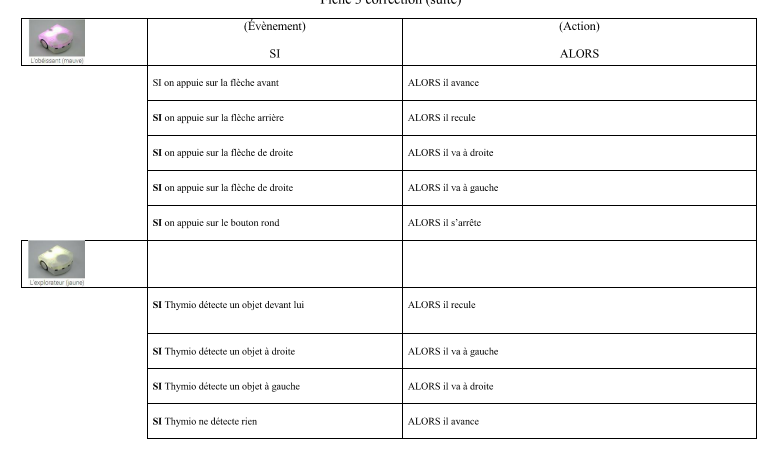 Fiche 3 correction (suite)
(Évènement) (Action)
SI ALORS
L'obéissant (mauve)
SI on appuie sur la flèche avant ALORS il avance
SI on appuie sur la flèche arrière ALORS il recule
SI on appuie sur la flèche de droite ALORS il va à droite
SI on appuie sur la flèche de droite ALORS il va à gauche
SI on appuie sur le bouton rond ALORS il s'arrête
L'explorateur (jaune)
SI Thymio détecte un objet devant lui ALORS il recule
SI Thymio détecte un objet à droite ALORS il va à gauche
SI Thymio détecte un objet à gauche ALORS il va à droite
SI Thymio ne détecte rien ALORS il avance